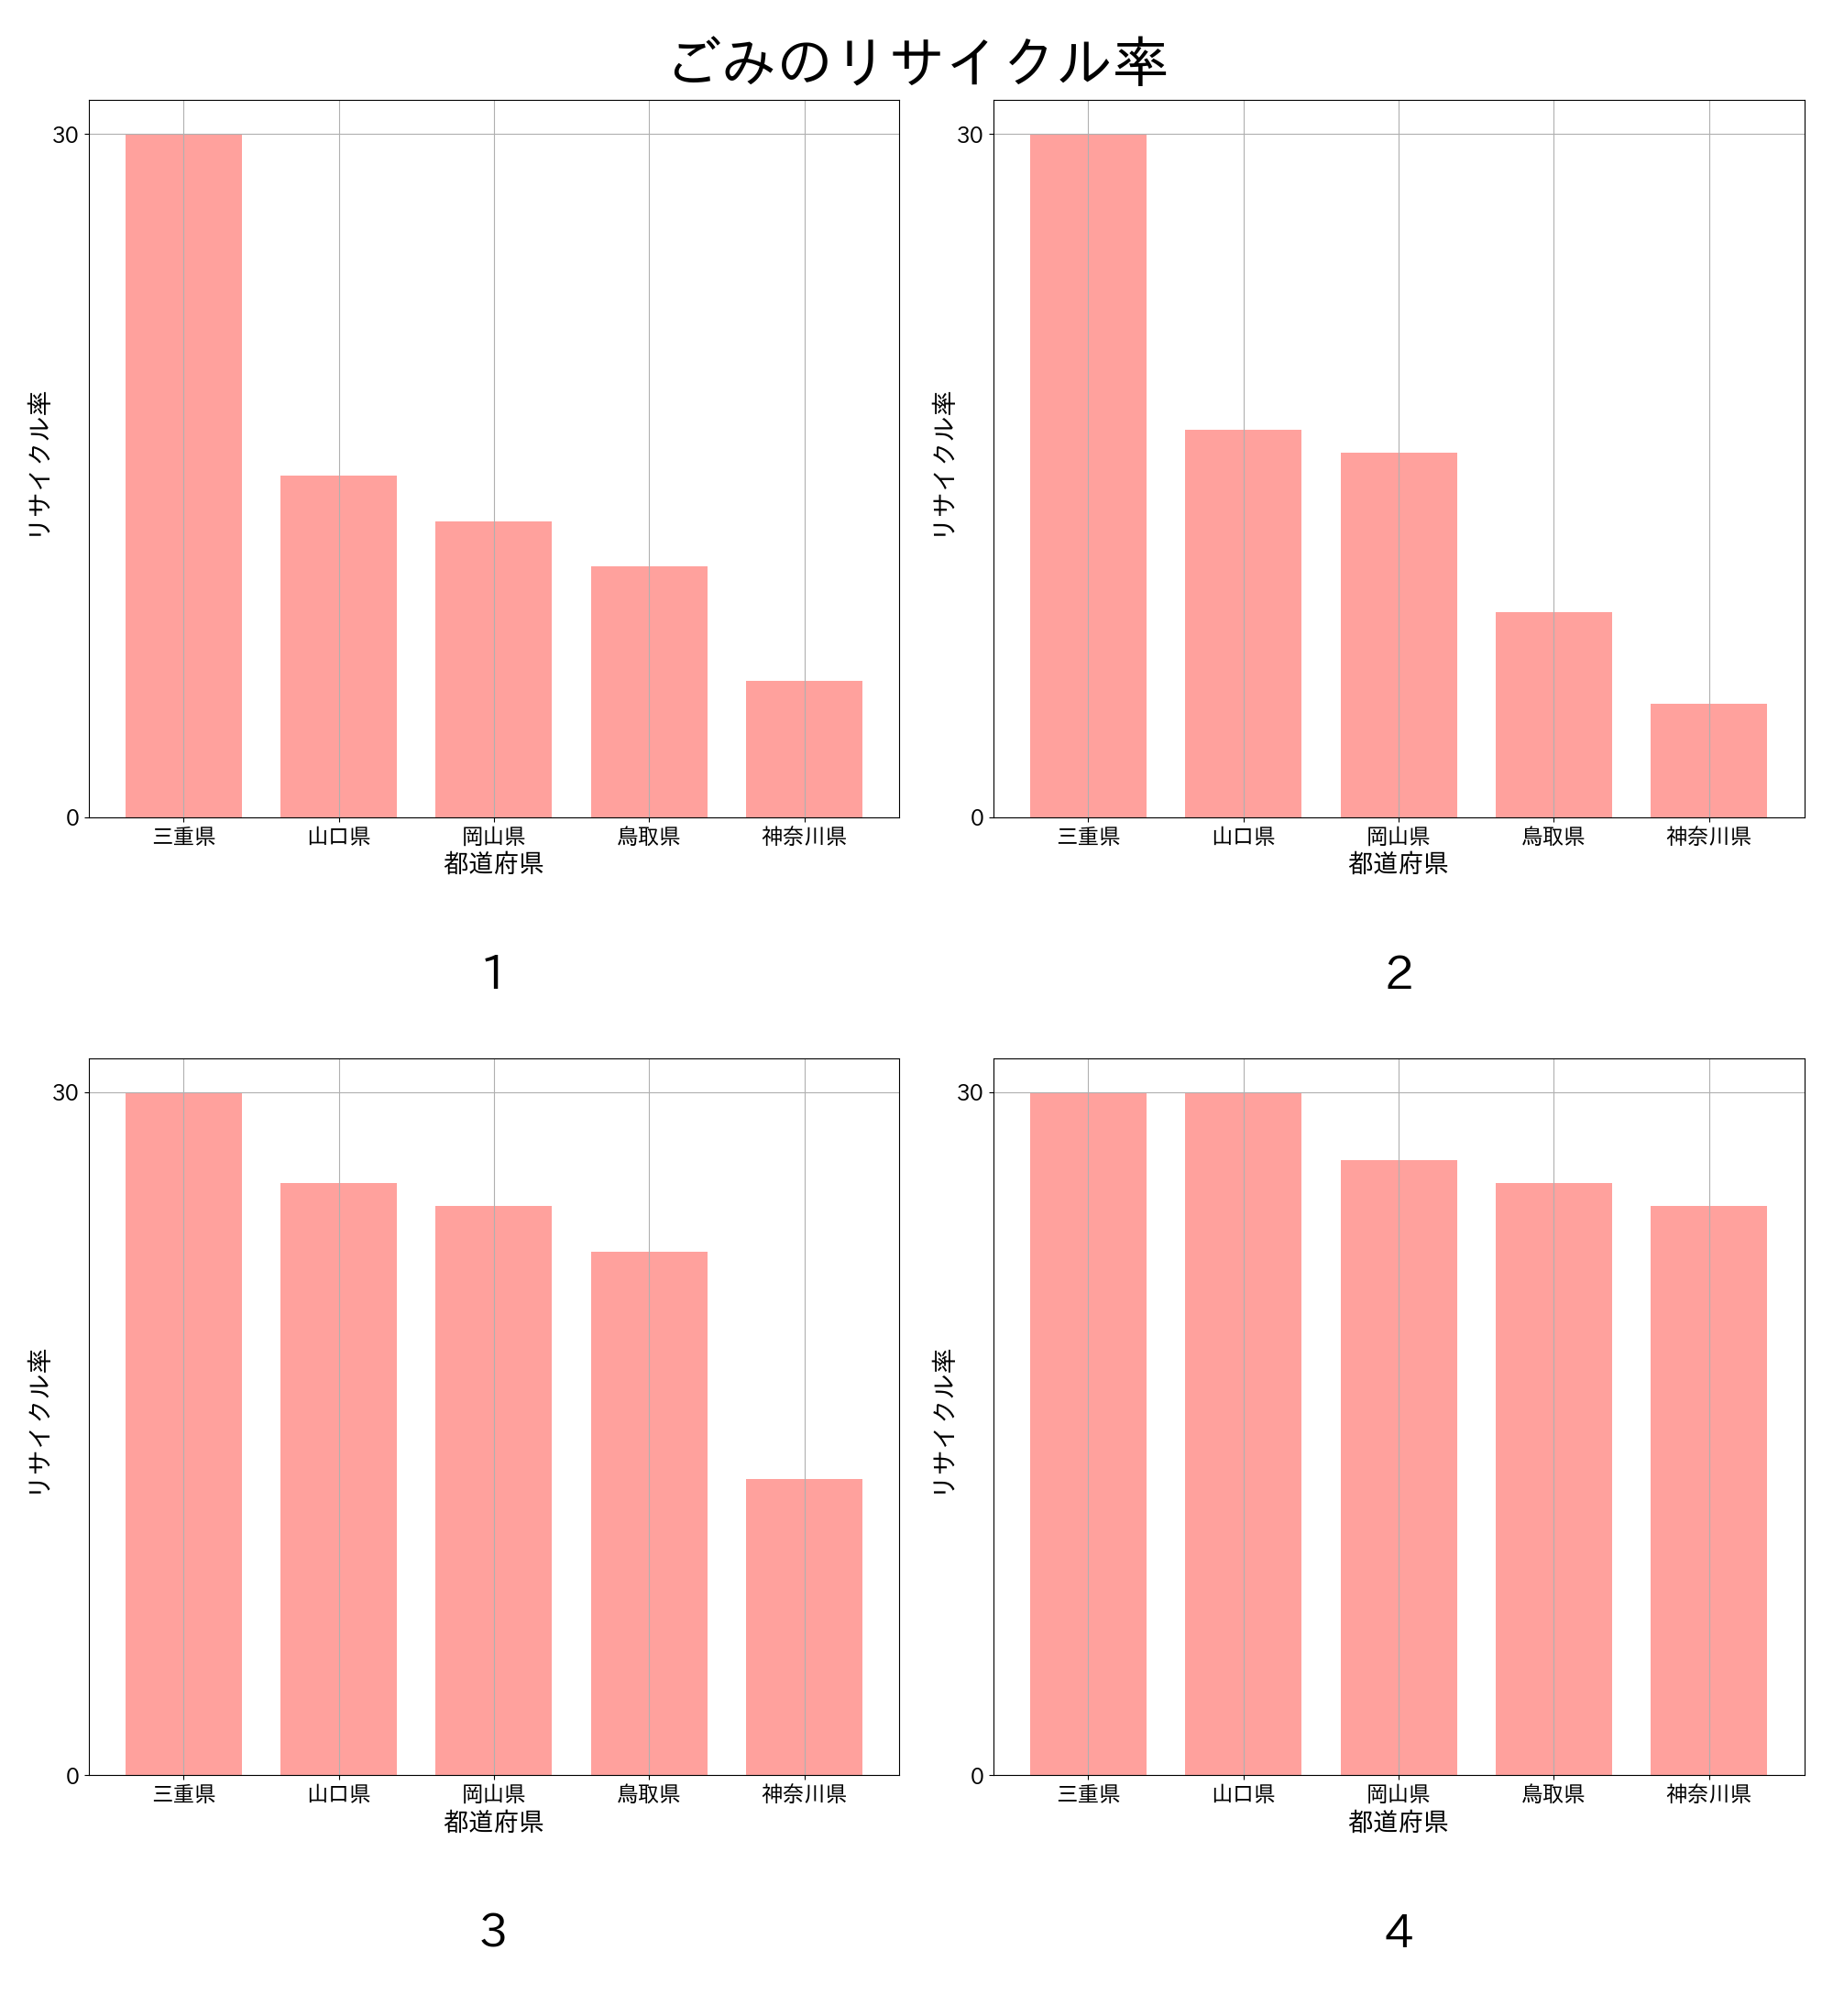 ごみのリサイクル率
30
0
リサイクル率
三重県 山口県 岡山県 鳥取県 神奈川県
都道府県
1
30
0
リサイクル率
三重県 山口県 岡山県 鳥取県 神奈川県
都道府県
2
30
0
リサイクル率
三重県 山口県 岡山県 鳥取県 神奈川県
都道府県
3
30
0
リサイクル率
三重県 山口県 岡山県 鳥取県 神奈川県
都道府県
4